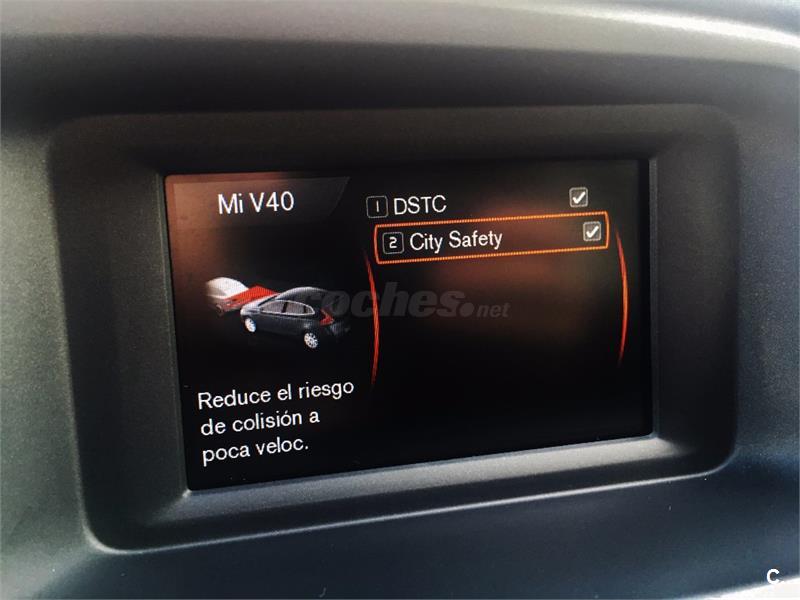 Mi V40
1 DSTC
2 City Safety
coches.net
Reduce el riesgo
de colisión a
poca veloc.
C